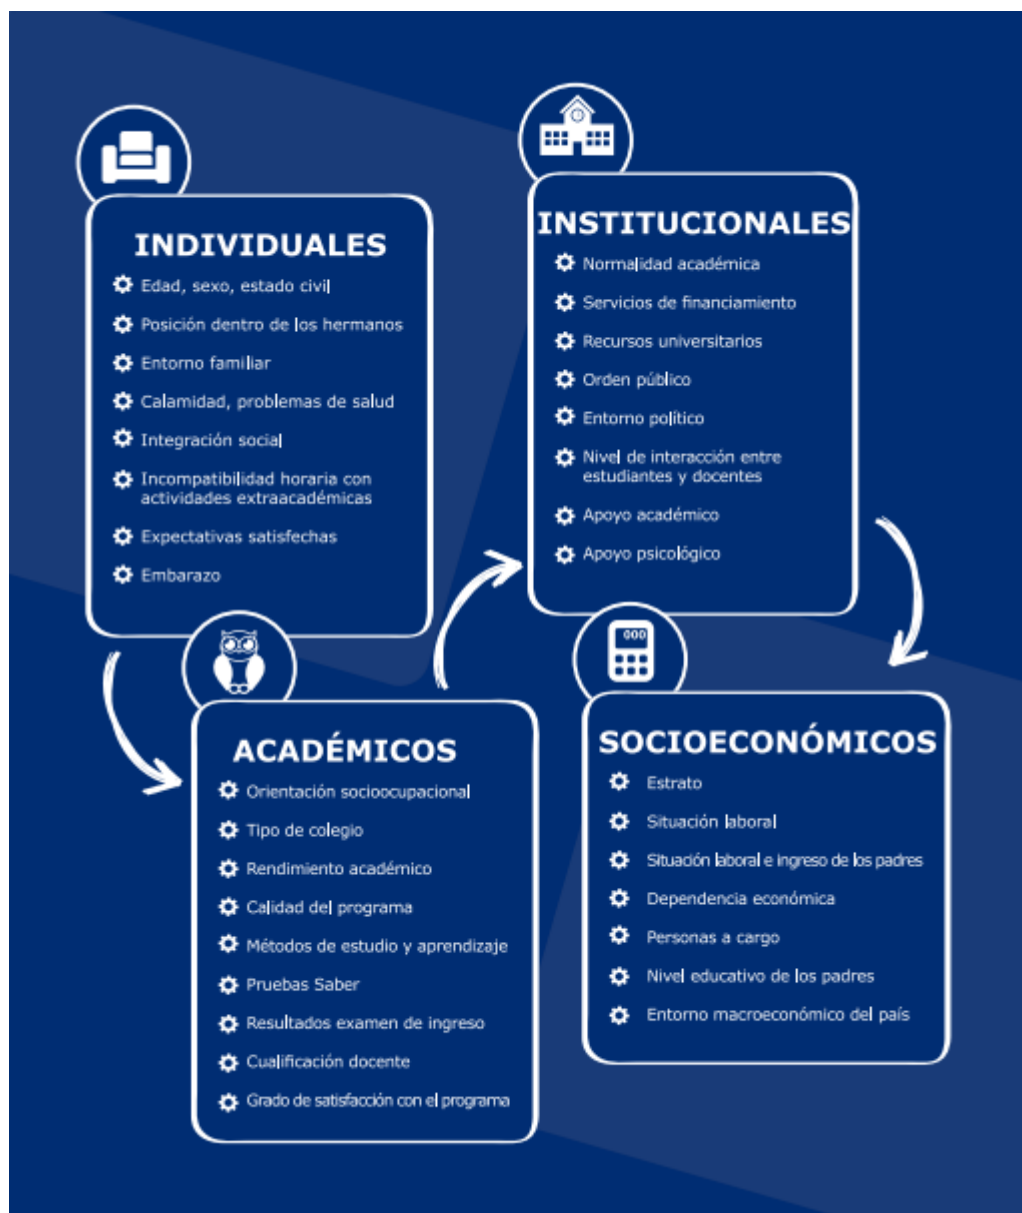 INDIVIDUALES
Edad, sexo, estado civil
Posición dentro de los hermanos
Entorno familiar
Calamidad, problemas de salud
Integración social
Incompatibilidad horaria con
actividades extraacadémicas
Expectativas satisfechas
Embarazo
ACADÉMICOS
Orientación socioocupacional
Tipo de colegio
Rendimiento académico
Calidad del programa
Métodos de estudio y aprendizaje
Pruebas Saber
Resultados examen de ingreso
Cualificación docente
Grado de satisfacción con el programa
INSTITUCIONALES
Normalidad académica
Servicios de financiamiento
Recursos universitarios
Orden público
Entorno político
Nivel de interacción entre
estudiantes y docentes
Apoyo académico
Apoyo psicológico
000
SOCIOECONÓMICOS
Estrato
Situación laboral
Situación laboral e ingreso de los padres
Dependencia económica
Personas a cargo
Nivel educativo de los padres
Entorno macroeconómico del país